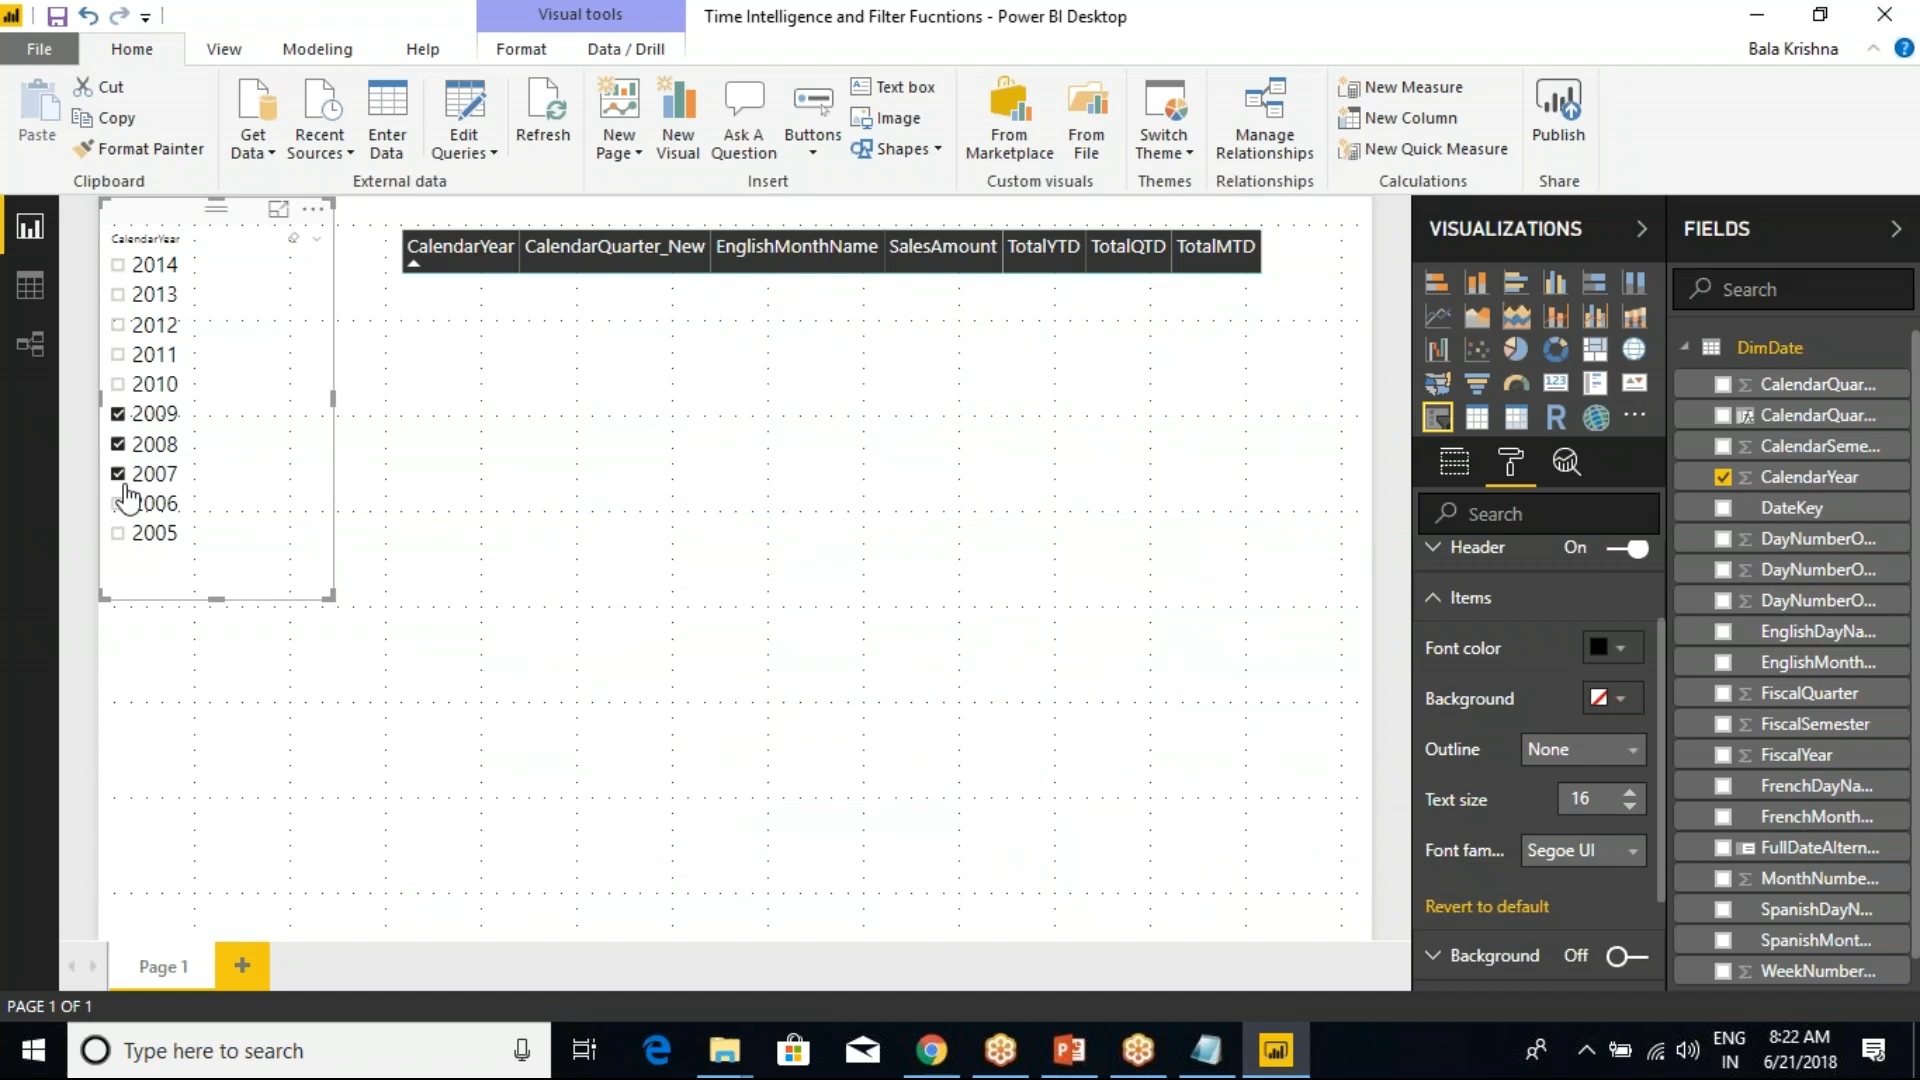 Visual tools
Time Intelligence and Filter Fucntions - Power BI Desktop
File
Home
View
Modeling
Help
Format
Data / Drill
Bala Krishna
Paste
Cut
Copy
Format Painter
Clipboard
Get Data
Recent Sources
Enter Data
Edit Queries
Refresh
External data
New Page
New Visual
Ask A Question
Buttons
Text box
Image
Shapes
Insert
From Marketplace
From File
Custom visuals
Switch Theme
Themes
Manage Relationships
Relationships
New Measure
New Column
New Quick Measure
Calculations
Publish
Share
CalendarYear
2014
2013
2012
2011
2010
2009
2008
2007
2006
2005
CalendarYear CalendarQuarter_New EnglishMonthName SalesAmount TotalYTD TotalQTD TotalMTD
VISUALIZATIONS
123
R
Search
Header On
Items
Font color
Background
Outline None
Text size 16
Font fam... Segoe UI
Revert to default
Background Off
FIELDS
Search
DimDate
CalendarQuar...
CalendarQuar...
CalendarSeme...
CalendarYear
DateKey
DayNumberO...
DayNumberO...
DayNumberO...
EnglishDayNa...
EnglishMonth...
FiscalQuarter
FiscalSemester
FiscalYear
FrenchDayNa...
FrenchMonth...
FullDateAltern...
MonthNumbe...
SpanishDayN...
SpanishMont...
WeekNumber...
Page 1
PAGE 1 OF 1
Type here to search
ENG
IN
8:22 AM
6/21/2018